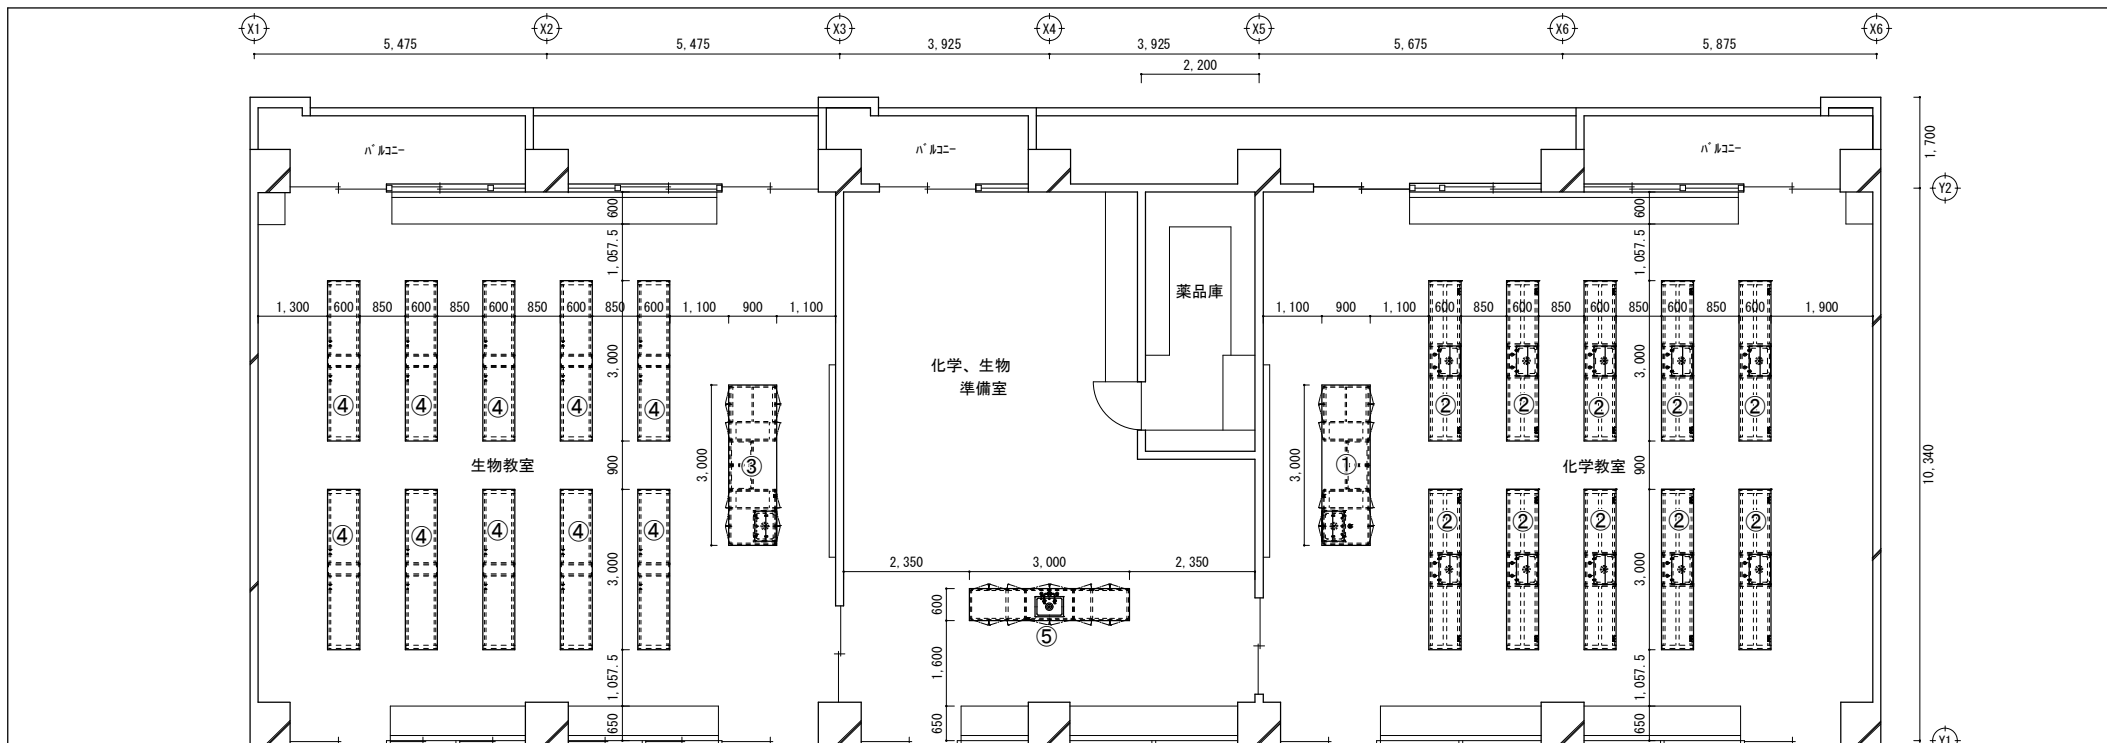 X1 X2 X3 X4 X5 X6 X6
5,475 5,475 3,925 3,925 5,675 5,875
2,200
バルコニー バルコニー バルコニー
1,700
Y2
600 600
1,057.5 1,057.5
薬品庫
1,300 600 850 600 850 600 850 600 850 600 1,100 900 1,100
1,100 900 1,100 600 850 600 850 600 850 600 850 600 1,900
3,000 3,000
化学、生物
準備室
④ ④ ④ ④ ④
② ② ② ② ②
生物教室 900 3,000 ③
3,000 ① 化学教室 900
10,340
④ ④ ④ ④ ④
② ② ② ② ②
3,000 3,000
2,350 3,000 2,350
600
⑤
1,600
1,057.5 1,057.5
650 650 650
Y1